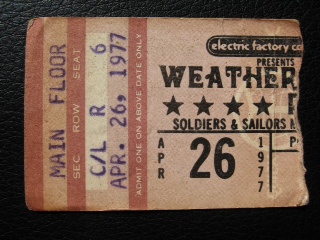 MAIN FLOOR
SEC ROW SEAT
C/L R 6
APR. 26, 1977
ADMIT ONE ON ABOVE DATE ONLY
electric factory co
PRESENTS
WEATHER
SOLDIERS & SAILORS
APR
26
1977